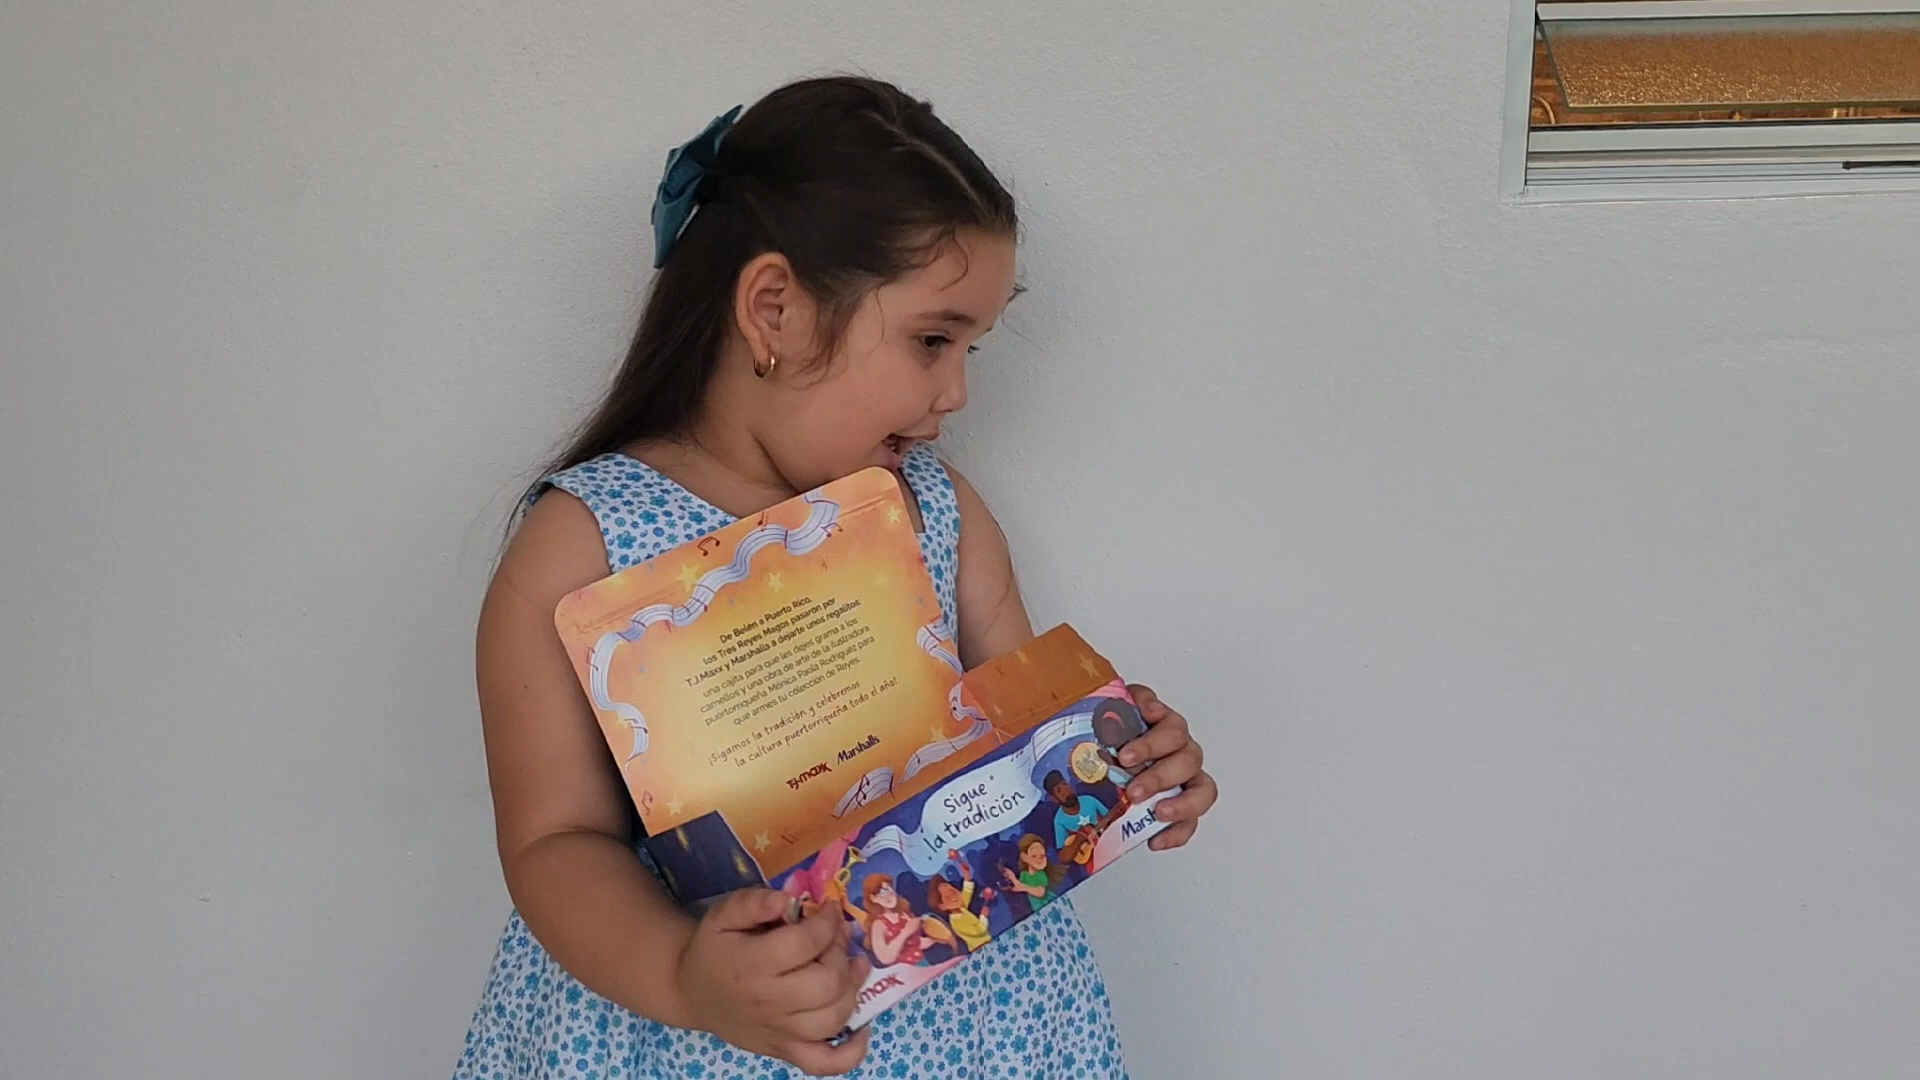 De Belén a Puerto Rico,
los Tres Reyes Magos pasaron por
T.J.Maxx y Marshalls a dejarte unos regalitos:
una cajita para que les dejes grama a los
camellos y una obra de arte de la ilustradora
puertorriqueña Mónica Paola Rodríguez para
que armes tu colección de Reyes.
¡Sigamos la tradición y celebremos
la cultura puertorriqueña todo el año!
T.J.maxx Marshalls
Sigue
la tradición
Marsh
T.J.maxx